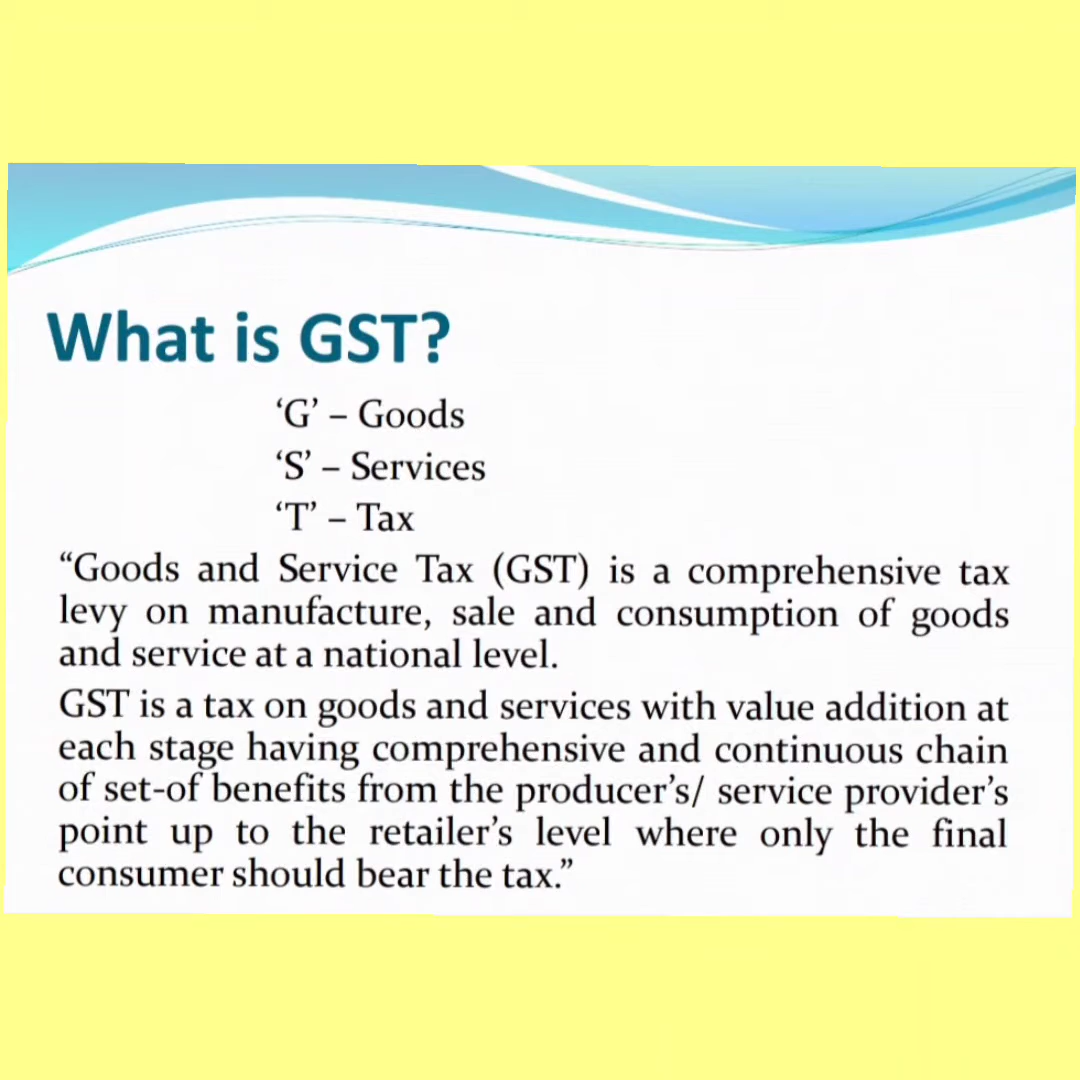 What is GST?
‘G’ – Goods
‘S’ – Services
‘T’ – Tax
“Goods and Service Tax (GST) is a comprehensive tax
levy on manufacture, sale and consumption of goods
and service at a national level.
GST is a tax on goods and services with value addition at
each stage having comprehensive and continuous chain
of set-of benefits from the producer’s/ service provider’s
point up to the retailer’s level where only the final
consumer should bear the tax.”